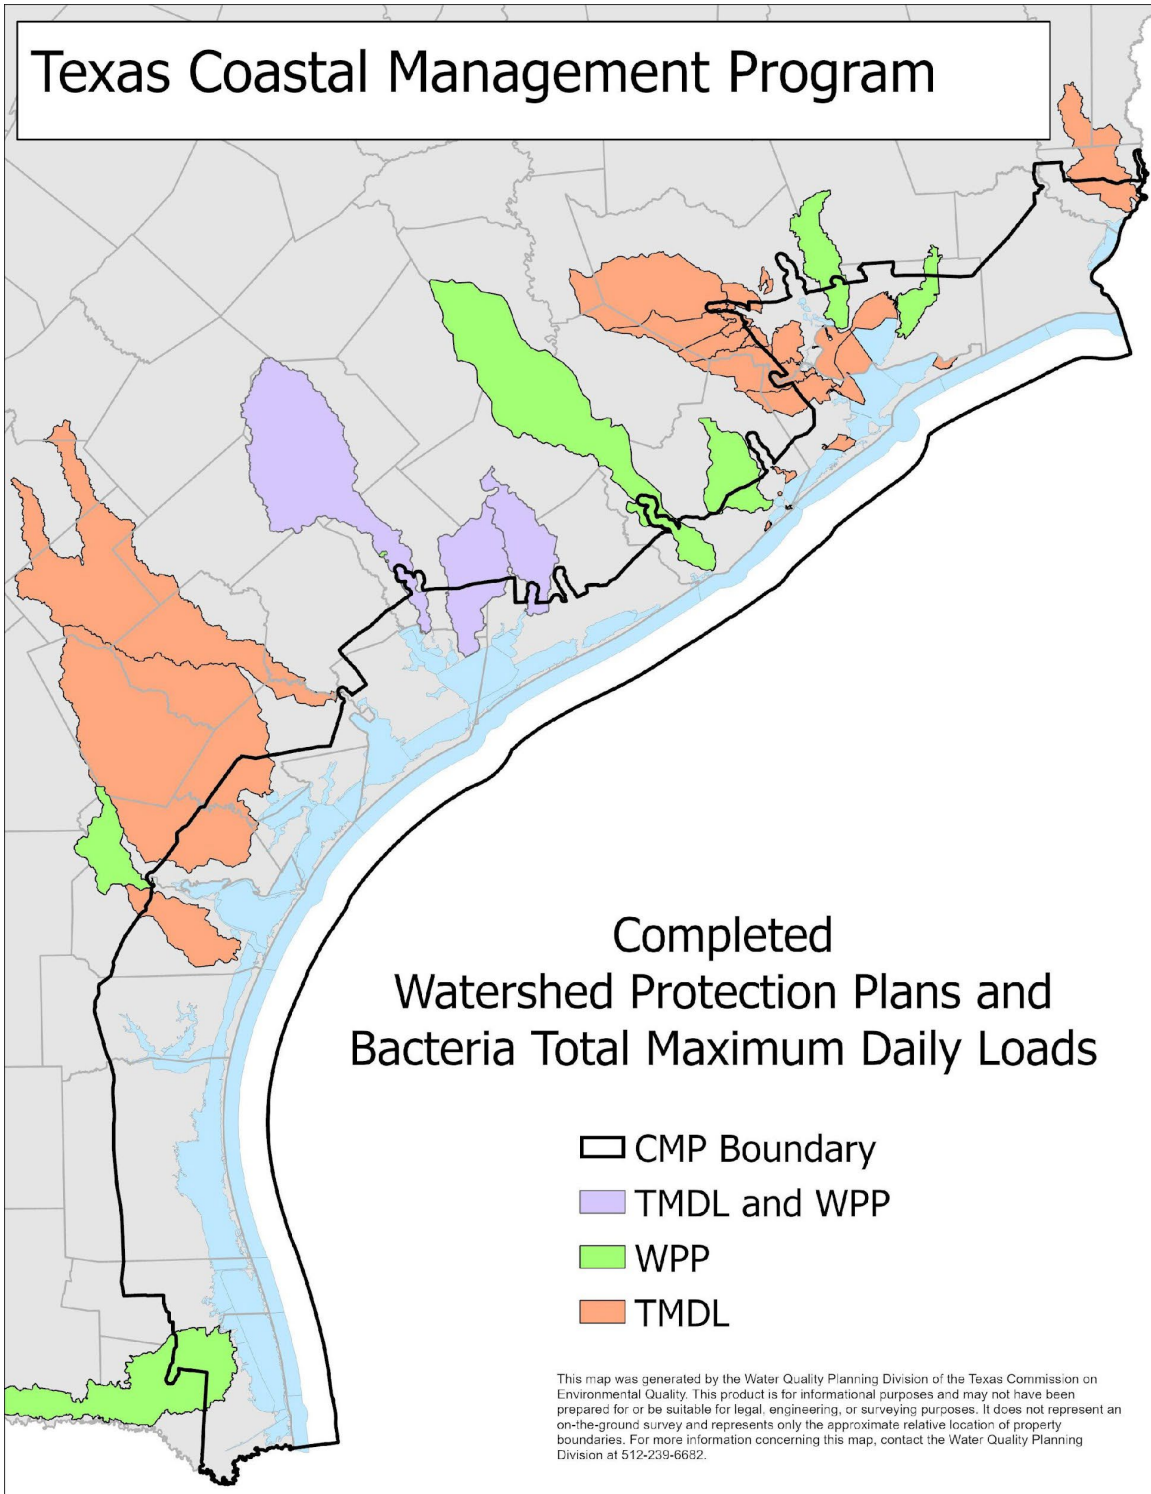 Texas Coastal Management Program
Completed
Watershed Protection Plans and
Bacteria Total Maximum Daily Loads
CMP Boundary
TMDL and WPP
WPP
TMDL
This map was generated by the Water Quality Planning Division of the Texas Commission on
Environmental Quality. This product is for informational purposes and may not have been
prepared for or be suitable for legal, engineering, or surveying purposes. It does not represent an
on-the-ground survey and represents only the approximate relative location of property
boundaries. For more information concerning this map, contact the Water Quality Planning
Division at 512-239-6682.